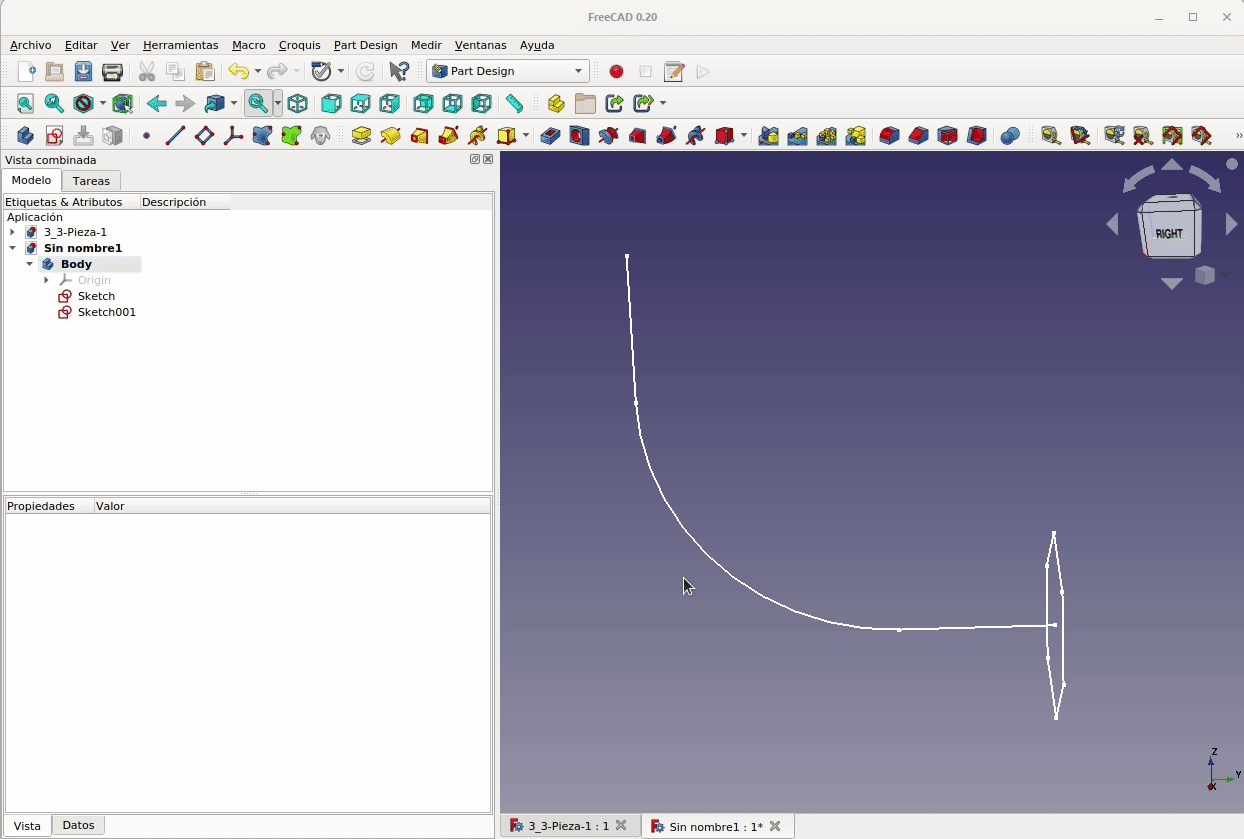 FreeCAD 0.20
Archivo Editar Ver Herramientas Macro Croquis Part Design Medir Ventanas Ayuda
Part Design
Vista combinada
Modelo Tareas
Etiquetas & Atributos Descripción
Aplicación
3_3-Pieza-1
Sin nombre1
Body
Origin
Sketch
Sketch001
RIGHT
Propiedades Valor
Z
Y
X
Vista Datos
3_3-Pieza-1 : 1
Sin nombre1 : 1*